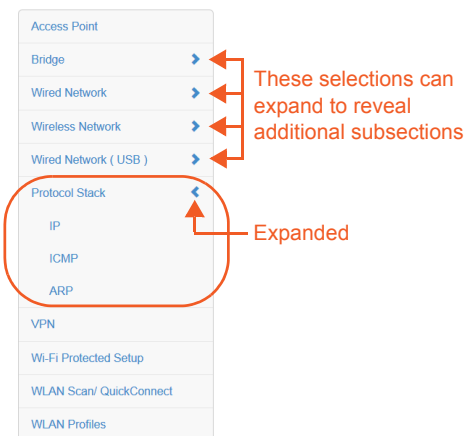 Access Point
Bridge
Wired Network
Wireless Network
Wired Network ( USB )
Protocol Stack
IP
ICMP
ARP
VPN
Wi-Fi Protected Setup
WLAN Scan/ QuickConnect
WLAN Profiles
These selections can
expand to reveal
additional subsections
Expanded